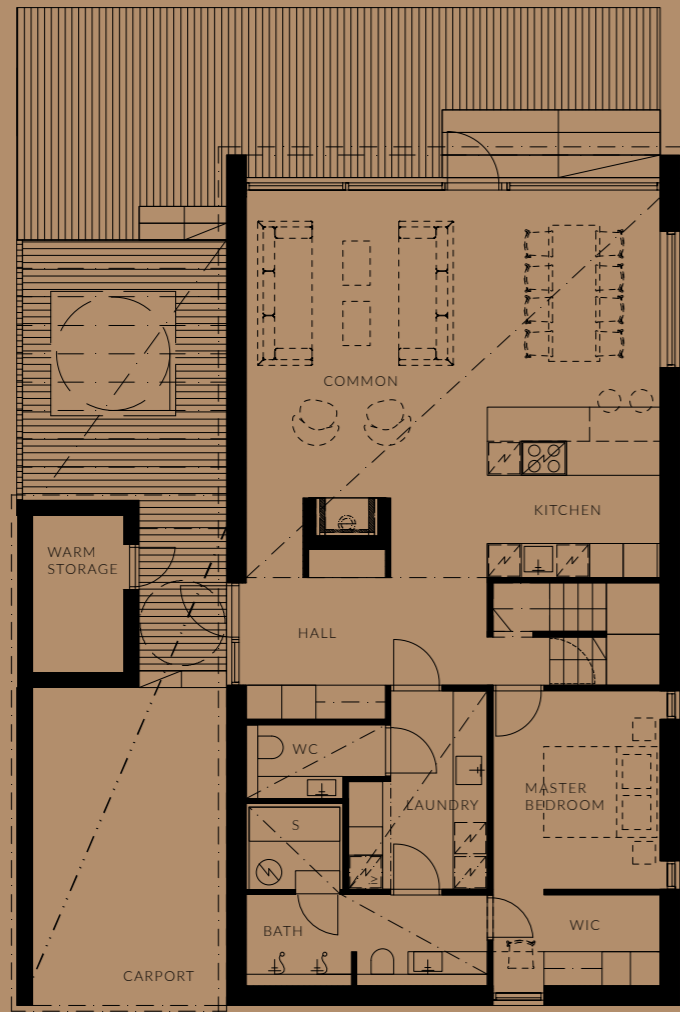 COMMON
KITCHEN
WARM
STORAGE
HALL
WC
MASTER
BEDROOM
LAUNDRY
S
WIC
BATH
CARPORT